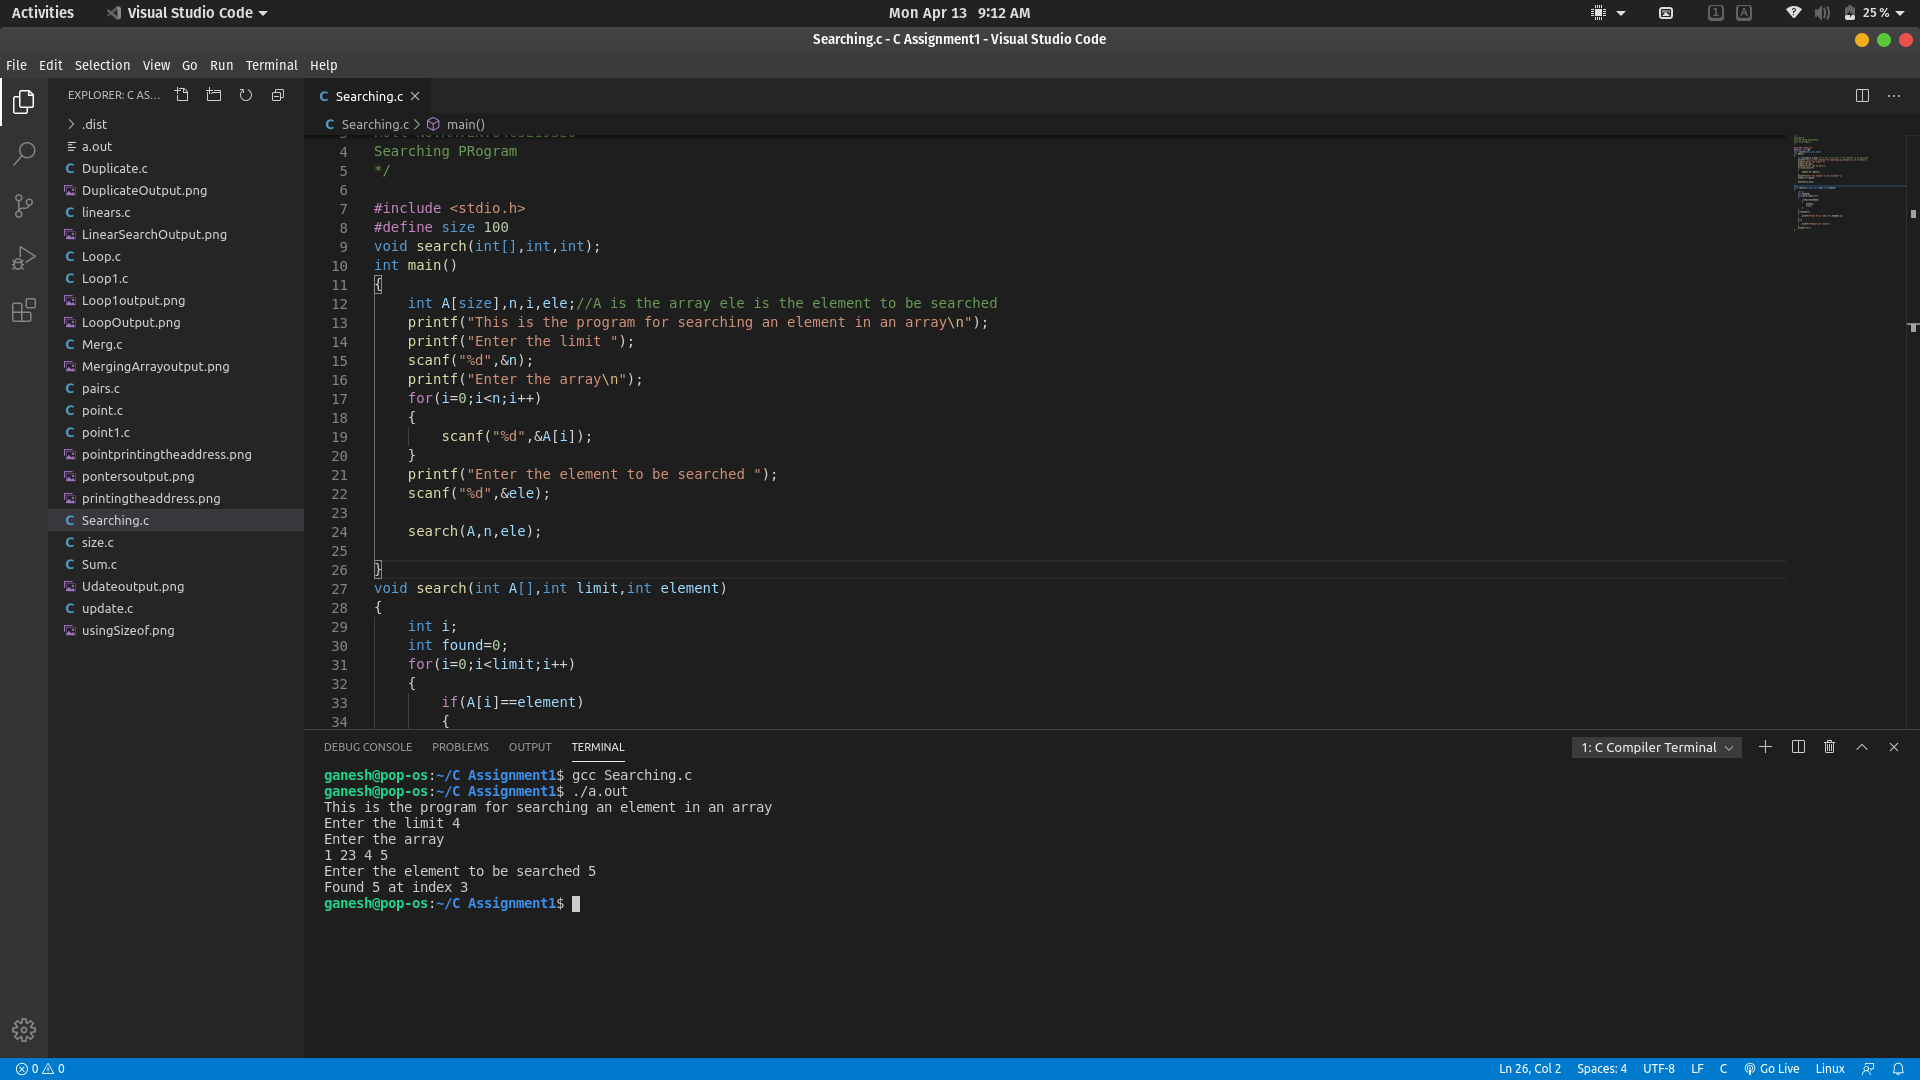 Activities
Visual Studio Code
Mon Apr 13 9:12 AM
1
A
25 %
Searching.c - C Assignment1 - Visual Studio Code
File Edit Selection View Go Run Terminal Help
EXPLORER: C AS...
.dist
a.out
Duplicate.c
DuplicateOutput.png
linears.c
LinearSearchOutput.png
Loop.c
Loop1.c
Loop1output.png
LoopOutput.png
Merg.c
MergingArrayoutput.png
pairs.c
point.c
point1.c
pointprintingtheaddress.png
pontersoutput.png
printingtheaddress.png
Searching.c
size.c
Sum.c
Udateoutput.png
update.c
usingSizeof.png
Searching.c
Searching.c > main()
4 Searching PRogram
5 */
6
7 #include <stdio.h>
8 #define size 100
9 void search(int[],int,int);
10 int main()
11 {
12 int A[size],n,i,ele;//A is the array ele is the element to be searched
13 printf("This is the program for searching an element in an array\n");
14 printf("Enter the limit ");
15 scanf("%d",&n);
16 printf("Enter the array\n");
17 for(i=0;i<n;i++)
18 {
19 scanf("%d",&A[i]);
20 }
21 printf("Enter the element to be searched ");
22 scanf("%d",&ele);
23
24 search(A,n,ele);
25
26 }
27 void search(int A[],int limit,int element)
28 {
29 int i;
30 int found=0;
31 for(i=0;i<limit;i++)
32 {
33 if(A[i]==element)
34 {
DEBUG CONSOLE PROBLEMS OUTPUT TERMINAL
1: C Compiler Terminal
ganesh@pop-os:~/C Assignment1$ gcc Searching.c
ganesh@pop-os:~/C Assignment1$ ./a.out
This is the program for searching an element in an array
Enter the limit 4
Enter the array
1 23 4 5
Enter the element to be searched 5
Found 5 at index 3
ganesh@pop-os:~/C Assignment1$
0 0
Ln 26, Col 2 Spaces: 4 UTF-8 LF C Go Live Linux